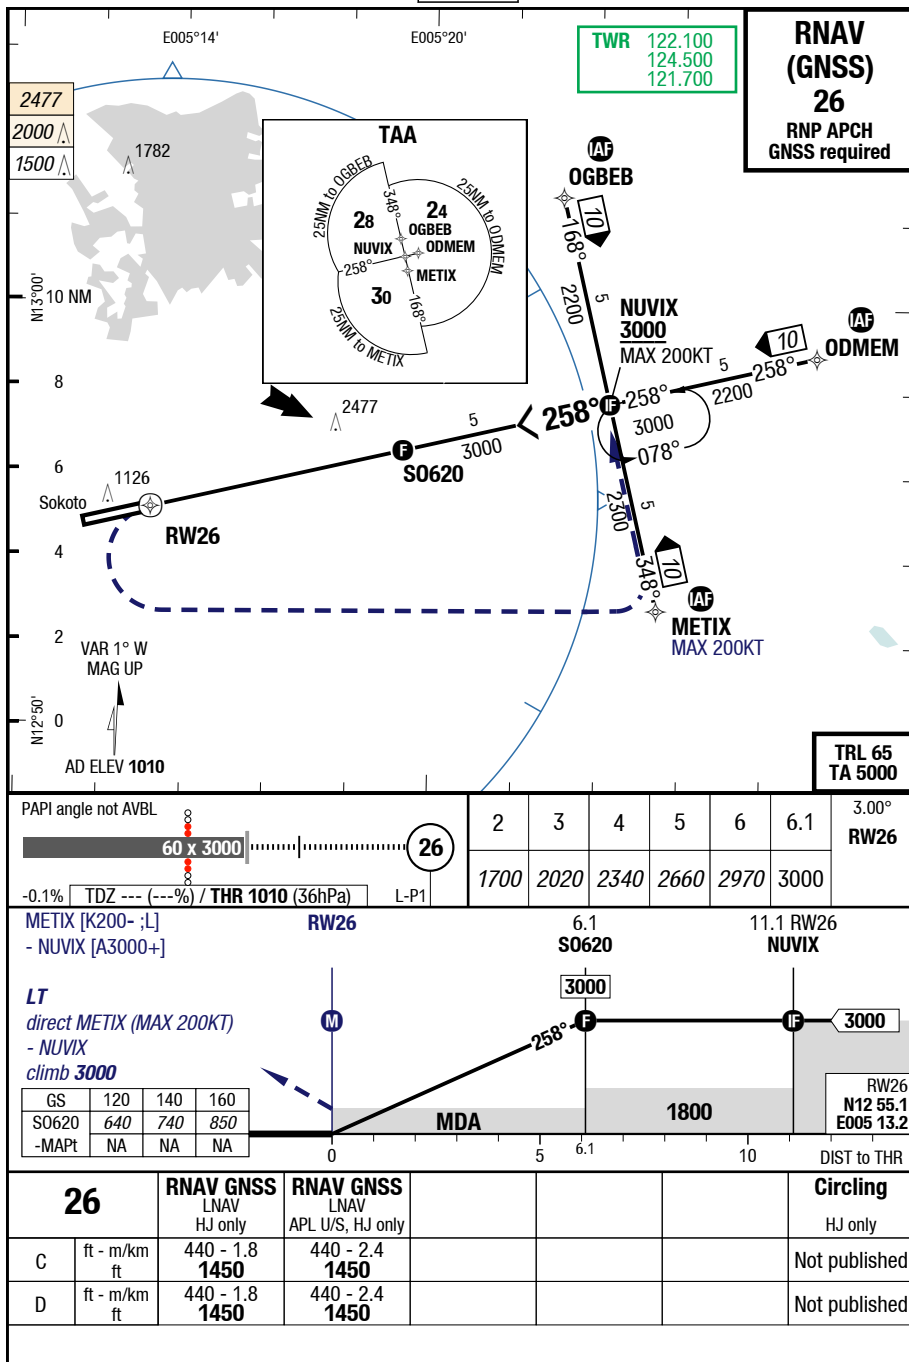 E005°14'
E005°20'
TWR 122.100
124.500
121.700
RNAV
(GNSS)
26
RNP APCH
GNSS required
2477
2000
1500
1782
TAA
25NM to OGBEB
348°
28
24
25NM to ODMEM
OGBEB
NUVIX
ODMEM
258°
METIX
30
168°
25NM to METIX
IAF
OGBEB
10
168°
5
2200
N13°00'
10 NM
NUVIX
3000
MAX 200KT
IAF
ODMEM
10
5
258°
2200
8
2477
5
3000
258°
IF
258°
3000
078°
F
SO620
6
1126
Sokoto
RW26
5
2300
4
10
348°
IAF
METIX
MAX 200KT
2
VAR 1° W
MAG UP
N12°50'
0
AD ELEV 1010
TRL 65
TA 5000
PAPI angle not AVBL
60 x 3000
26
-0.1%
TDZ --- (---%) / THR 1010 (36hPa)
L-P1
2 3 4 5 6 6.1 3.00°
RW26
1700 2020 2340 2660 2970 3000
METIX [K200- ;L]
- NUVIX [A3000+]
RW26
6.1
SO620
11.1 RW26
NUVIX
3000
LT
direct METIX (MAX 200KT)
- NUVIX
climb 3000
M
258°
F
IF
3000
GS 120 140 160
SO620 640 740 850
-MAPt NA NA NA
MDA
1800
RW26
N12 55.1
E005 13.2
0 5 6.1 10 DIST to THR
26
RNAV GNSS
LNAV
HJ only
RNAV GNSS
LNAV
APL U/S, HJ only
Circling
HJ only
C ft - m/km 440 - 1.8 440 - 2.4 Not published
ft 1450 1450
D ft - m/km 440 - 1.8 440 - 2.4 Not published
ft 1450 1450